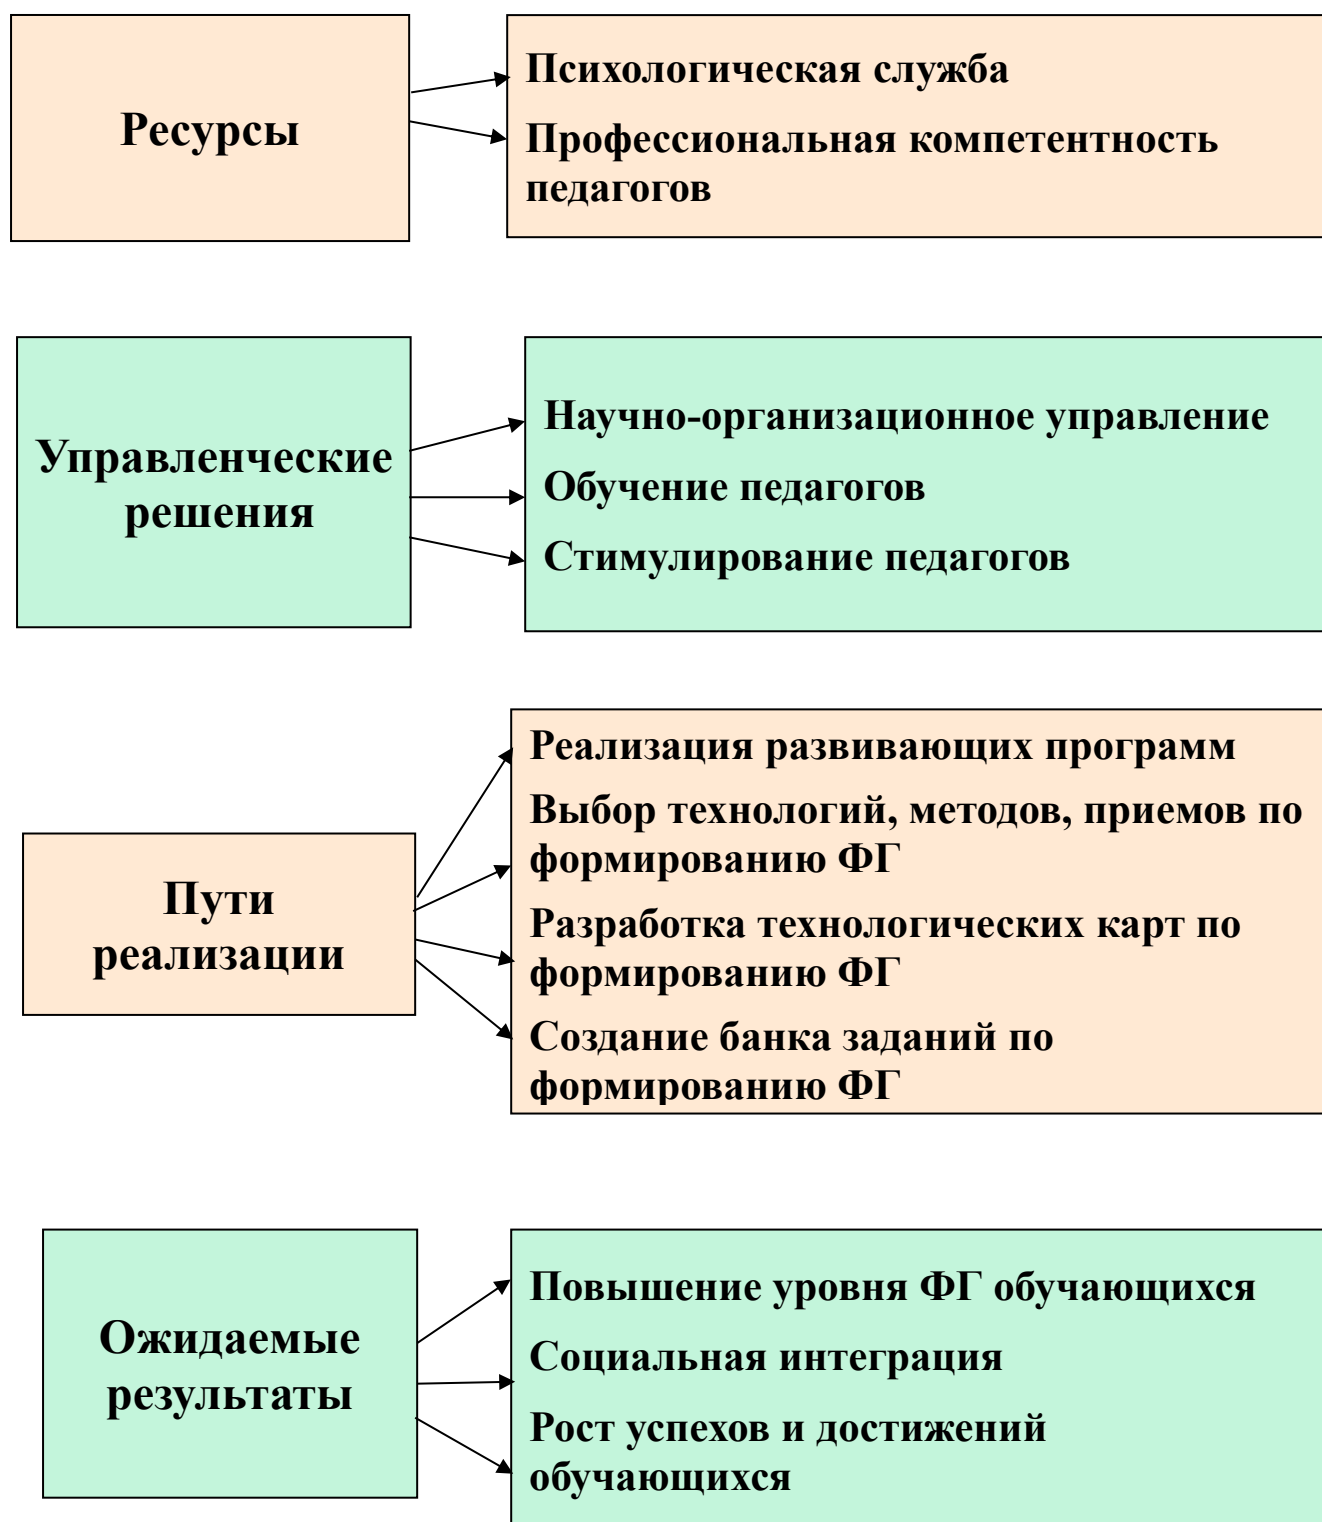 Ресурсы
Психологическая служба
Профессиональная компетентность
педагогов
Управленческие
решения
Научно-организационное управление
Обучение педагогов
Стимулирование педагогов
Пути
реализации
Реализация развивающих программ
Выбор технологий, методов, приемов по
формированию ФГ
Разработка технологических карт по
формированию ФГ
Создание банка заданий по
формированию ФГ
Ожидаемые
результаты
Повышение уровня ФГ обучающихся
Социальная интеграция
Рост успехов и достижений
обучающихся